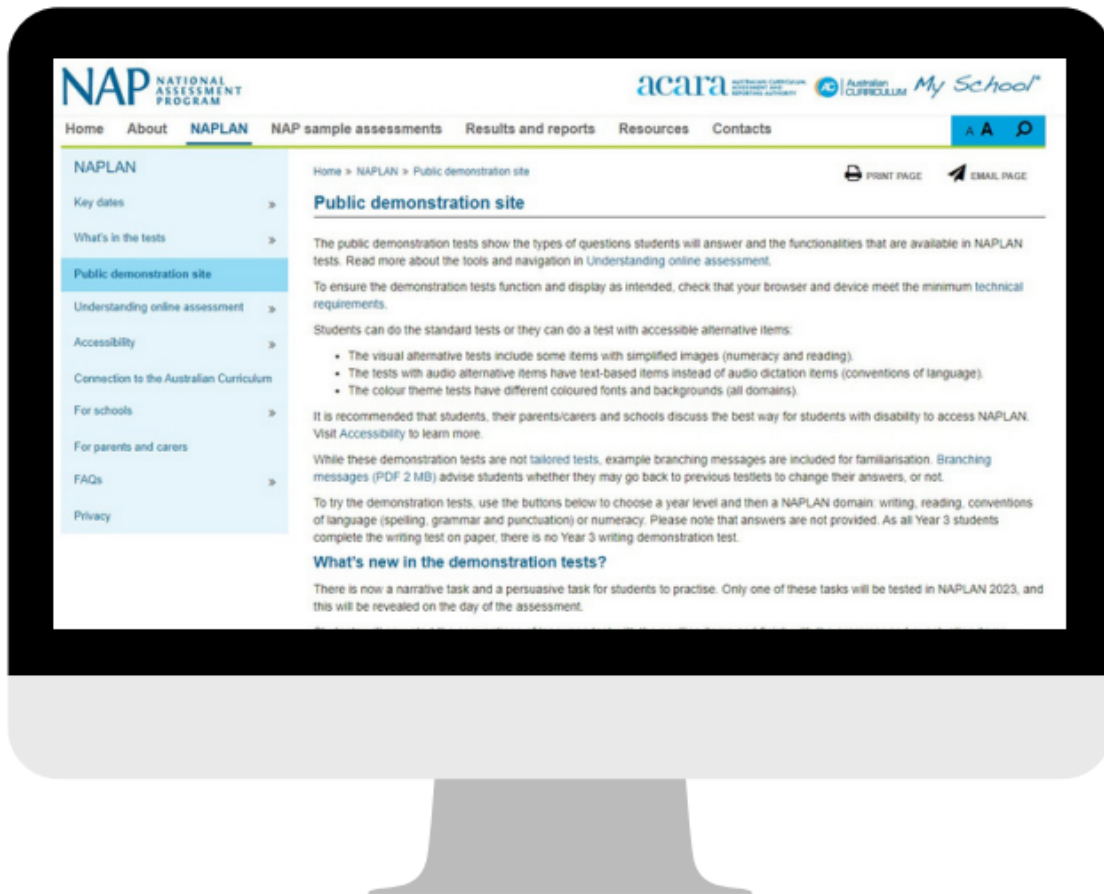 NAP NATIONAL
ASSESSMENT
PROGRAM
acara AUSTRALIAN CURRICULUM,
ASSESSMENT AND
REPORTING AUTHORITY
AC Australian
CURRICULUM
My School
Home About NAPLAN NAP sample assessments Results and reports Resources Contacts A A
NAPLAN
Key dates »
What's in the tests »
Public demonstration site
Understanding online assessment »
Accessibility »
Connection to the Australian Curriculum
For schools »
For parents and carers
FAQs »
Privacy
Home » NAPLAN » Public demonstration site
PRINT PAGE EMAIL PAGE
Public demonstration site
The public demonstration tests show the types of questions students will answer and the functionalities that are available in NAPLAN
tests. Read more about the tools and navigation in Understanding online assessment.
To ensure the demonstration tests function and display as intended, check that your browser and device meet the minimum technical
requirements.
Students can do the standard tests or they can do a test with accessible alternative items:
• The visual alternative tests include some items with simplified images (numeracy and reading).
• The tests with audio alternative items have text-based items instead of audio dictation items (conventions of language).
• The colour theme tests have different coloured fonts and backgrounds (all domains).
It is recommended that students, their parents/carers and schools discuss the best way for students with disability to access NAPLAN.
Visit Accessibility to learn more.
While these demonstration tests are not tailored tests, example branching messages are included for familiarisation. Branching
messages (PDF 2 MB) advise students whether they may go back to previous testlets to change their answers, or not.
To try the demonstration tests, use the buttons below to choose a year level and then a NAPLAN domain: writing, reading, conventions
of language (spelling, grammar and punctuation) or numeracy. Please note that answers are not provided. As all Year 3 students
complete the writing test on paper, there is no Year 3 writing demonstration test.
What's new in the demonstration tests?
There is now a narrative task and a persuasive task for students to practise. Only one of these tasks will be tested in NAPLAN 2023, and
this will be revealed on the day of the assessment.